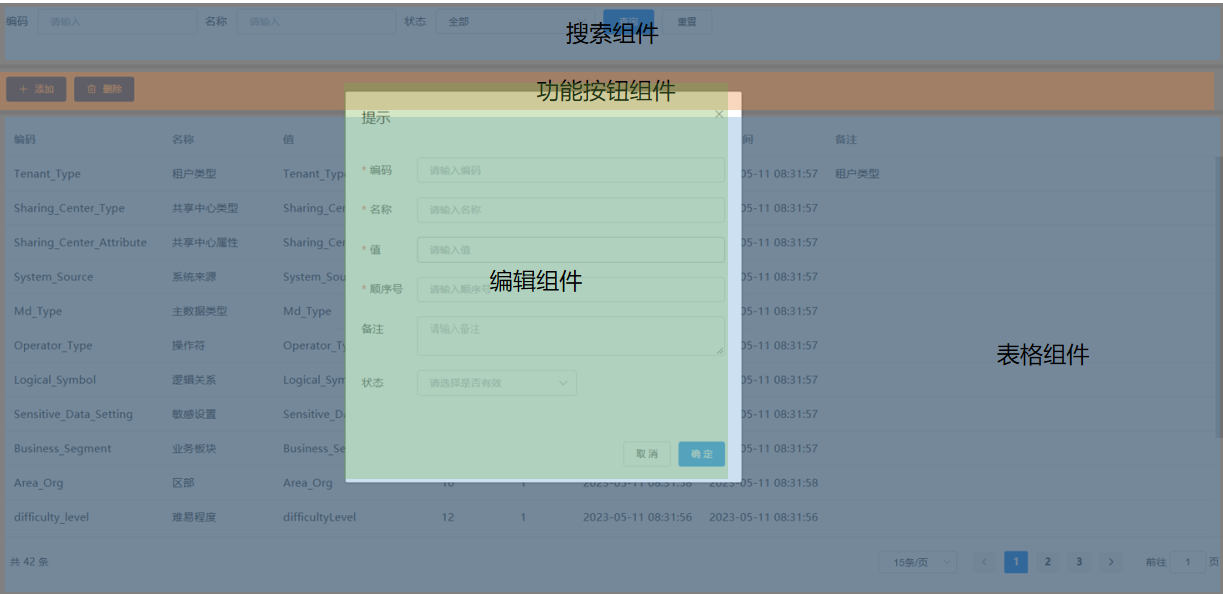 编码 请输入 名称 请输入 状态 全部 查询 重置
搜索组件
+ 添加 删除
功能按钮组件
提示 ×
编码 名称 值 备注
Tenant_Type 租户类型 Tenant_Typ 05-11 08:31:57 租户类型
* 编码 请输入编码
Sharing_Center_Type 共享中心类型 Sharing_Cer 05-11 08:31:57
* 名称 请输入名称
Sharing_Center_Attribute 共享中心属性 Sharing_Cer 05-11 08:31:57
* 值 请输入值
System_Source 系统来源 System_Sou 05-11 08:31:57
编辑组件
* 顺序号 请输入顺序号
Md_Type 主数据类型 Md_Type 05-11 08:31:57
备注 请输入备注
Operator_Type 操作符 Operator_Ty 05-11 08:31:57
表格组件
Logical_Symbol 逻辑关系 Logical_Sym 05-11 08:31:57
状态 请选择是否有效
Sensitive_Data_Setting 敏感设置 Sensitive_D 05-11 08:31:57
Business_Segment 业务板块 Business_Se 05-11 08:31:57
取消 确定
Area_Org 区部 Area_Org 10 1 2023-05-11 08:31:58 2023-05-11 08:31:58
difficulty_level 难易程度 difficultyLevel 12 1 2023-05-11 08:31:56 2023-05-11 08:31:56
共 42 条 15条/页 < 1 2 3 > 前往 1 页